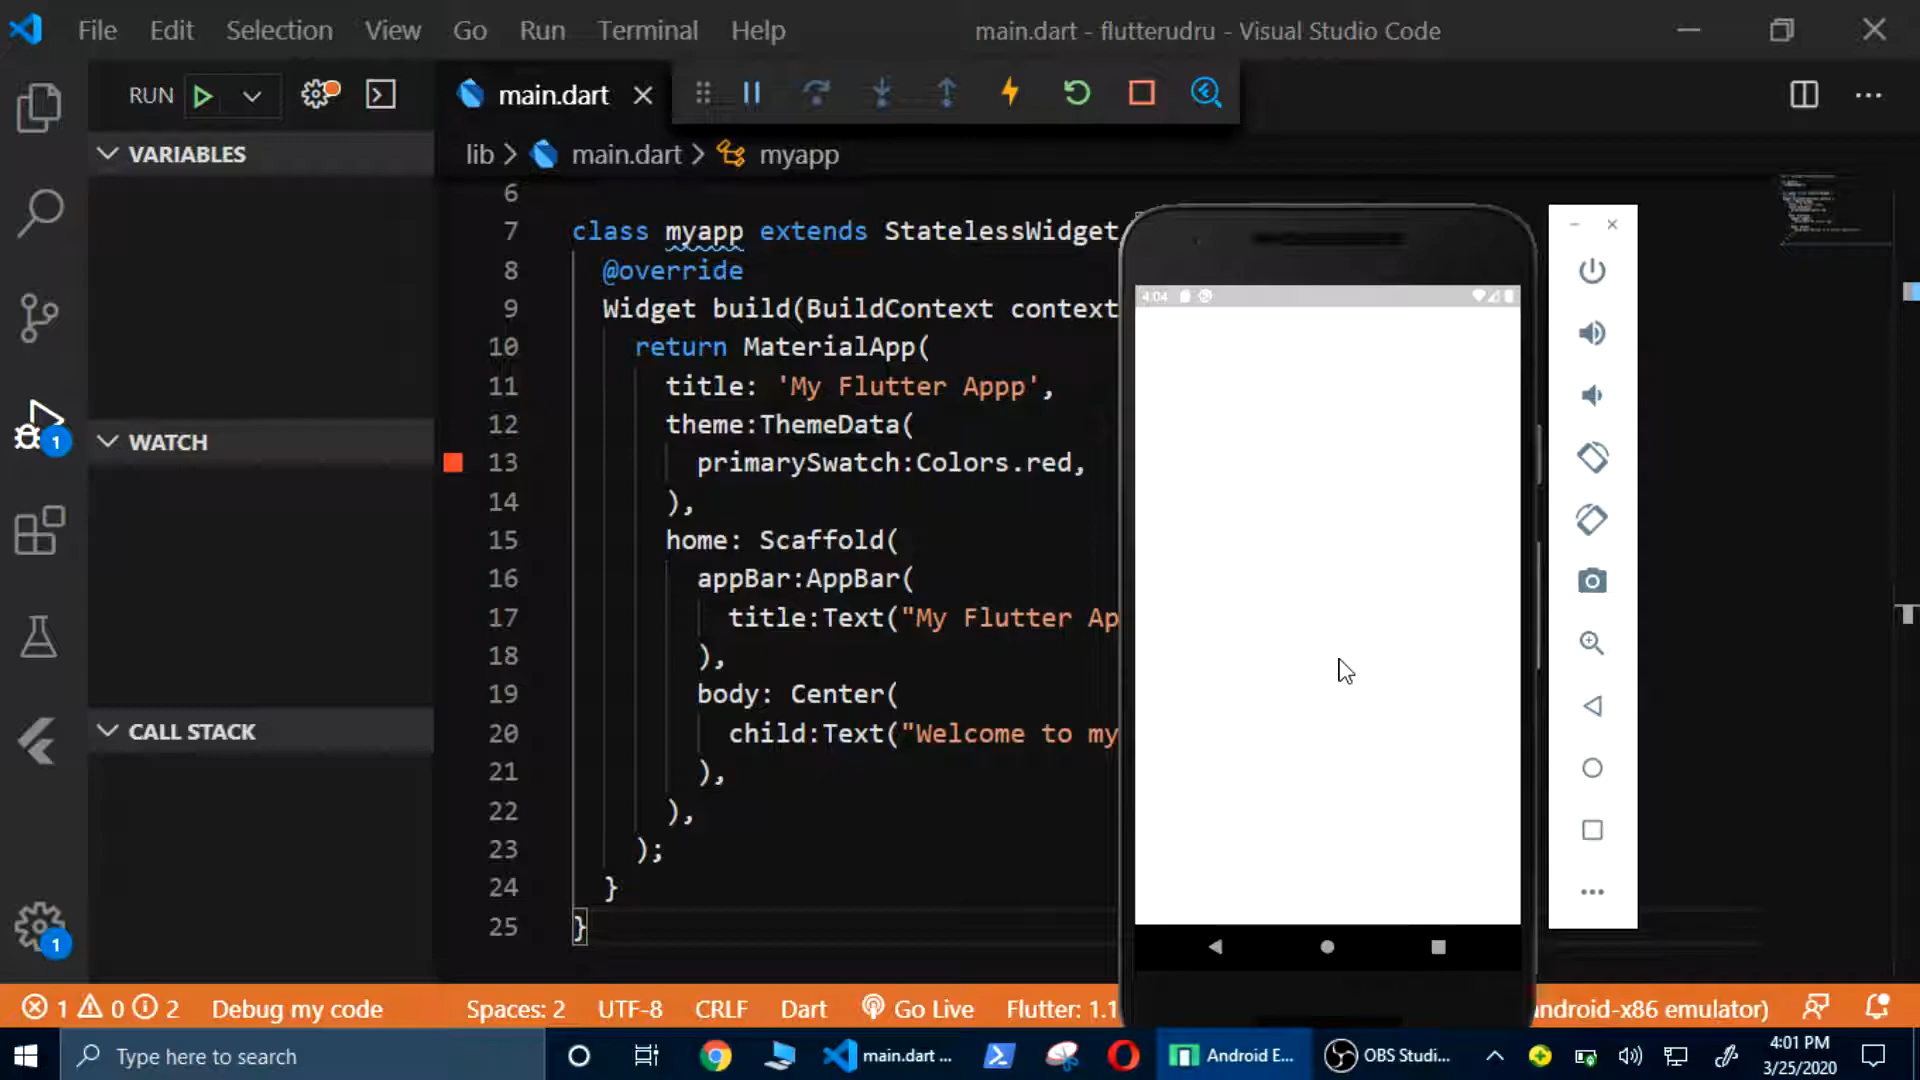 File Edit Selection View Go Run Terminal Help main.dart - flutterudru - Visual Studio Code
RUN main.dart
VARIABLES
lib > main.dart > myapp
6
7 class myapp extends StatelessWidget
8 @override
9 Widget build(BuildContext context
10 return MaterialApp(
11 title: 'My Flutter Appp',
12 theme:ThemeData(
13 primarySwatch:Colors.red,
14 ),
15 home: Scaffold(
16 appBar:AppBar(
17 title:Text("My Flutter Ap
18 ),
19 body: Center(
20 child:Text("Welcome to my
21 ),
22 ),
23 );
24 }
25 }
WATCH
CALL STACK
1
1
4:04
1 0 2 Debug my code Spaces: 2 UTF-8 CRLF Dart Go Live Flutter: 1.1 ndroid-x86 emulator)
Type here to search main.dart ... Android E... OBS Studi... 4:01 PM
3/25/2020